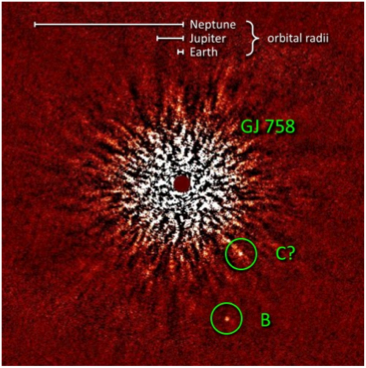 Neptune
Jupiter
Earth
orbital radii
GJ 758
C?
B